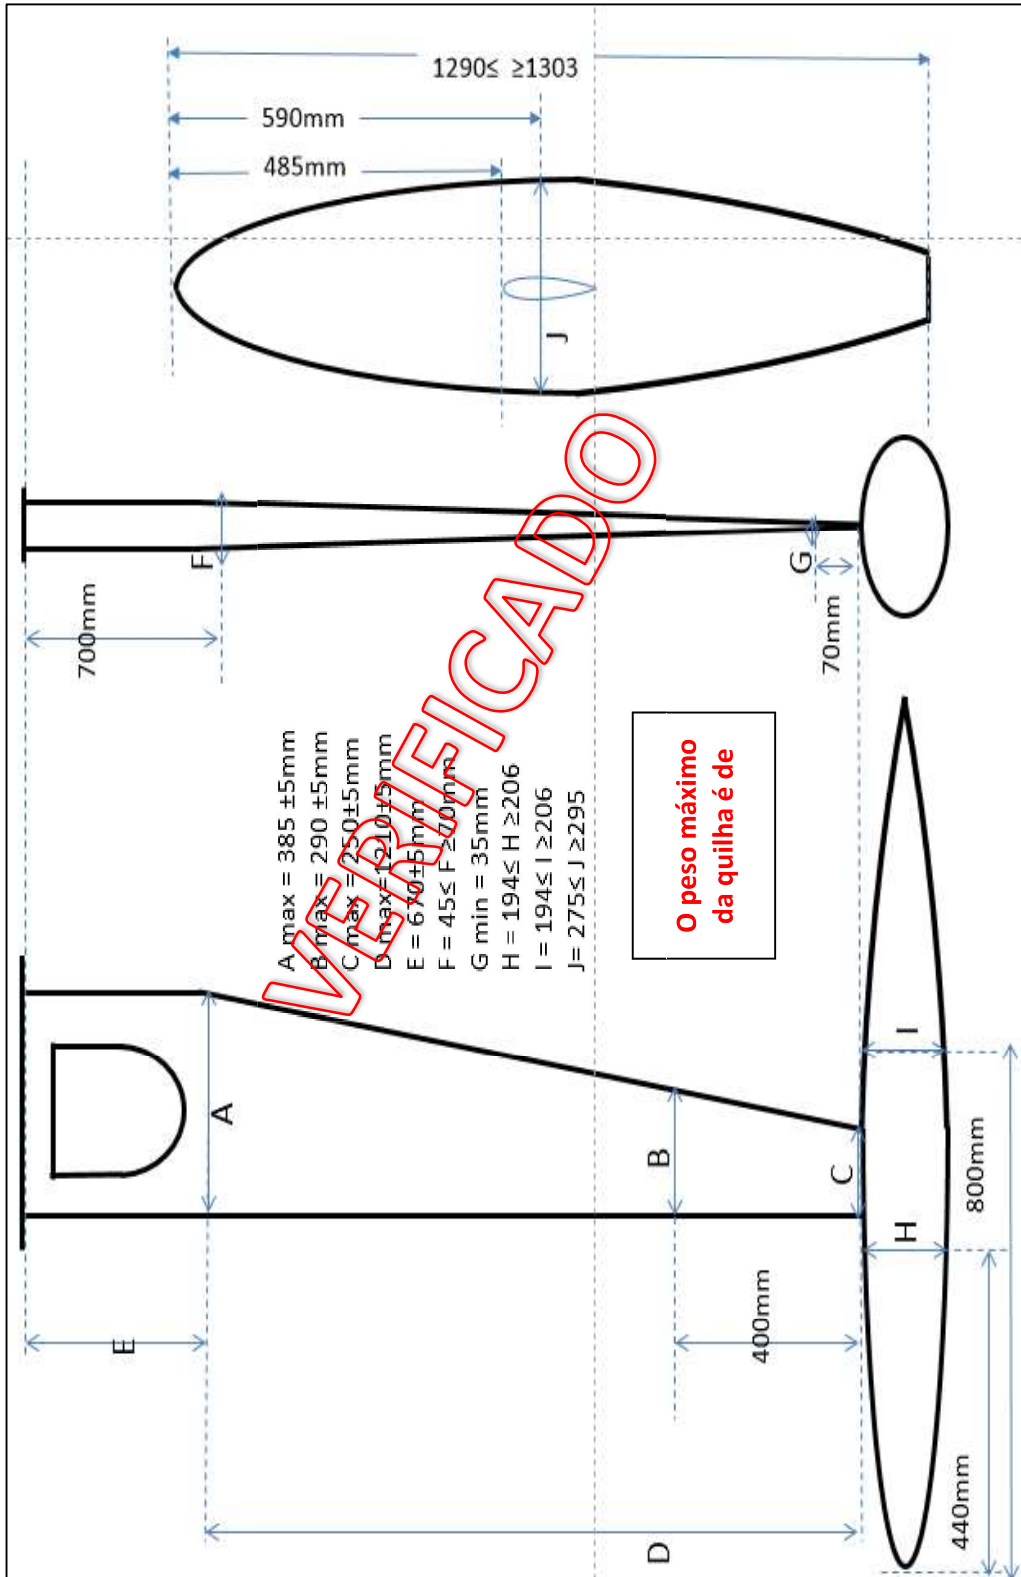 1290≤ ≥1303
590mm
485mm
J
F
G
700mm
70mm
A max = 385 ±5mm
B max = 290 ±5mm
C max = 250±5mm
D max=1210±5mm
E = 670±5mm
F = 45≤ F ≥70mm
G min = 35mm
H = 194≤ H ≥206
I = 194≤ I ≥206
J= 275≤ J ≥295
VERIFICADO
O peso máximo
da quilha é de
A
B
C
I
H
E
D
400mm
800mm
440mm